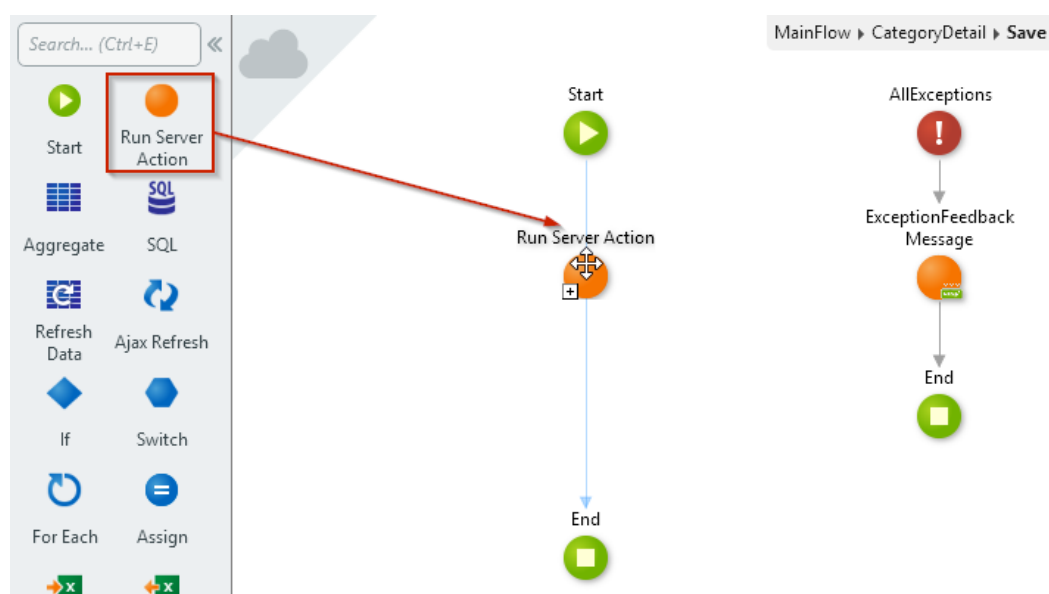 Search... (Ctrl+E)
MainFlow CategoryDetail Save
Start
Run Server
Action
Aggregate
SQL
SQL
Refresh
Data
Ajax Refresh
If
Switch
For Each
Assign
x
x
Start
Run Server Action
End
AllExceptions
ExceptionFeedback
Message
End